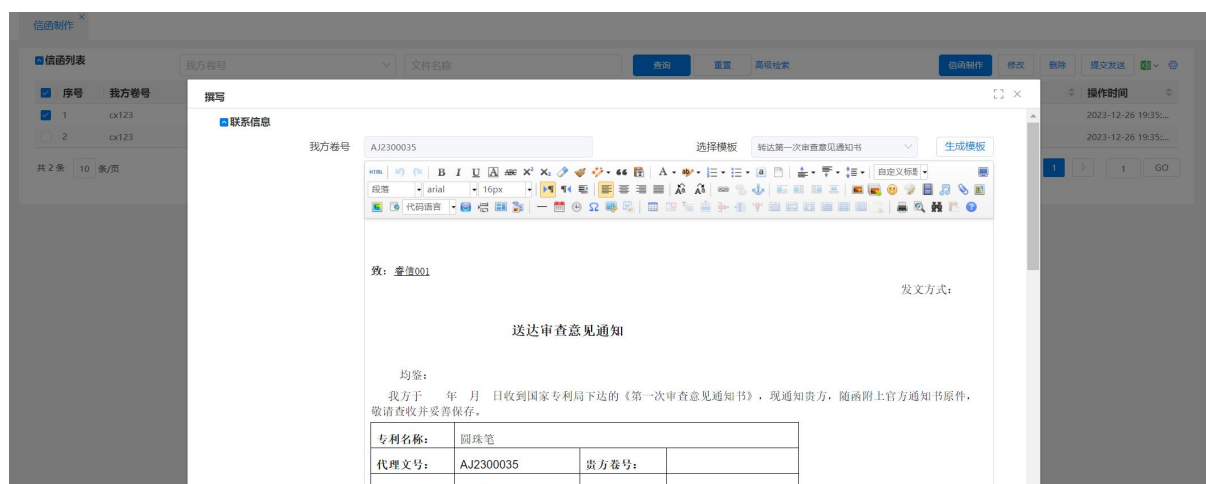 信函制作
信函列表 我方卷号 文件名称 查询 重置 高级检索 信函制作 修改 删除 提交发送
序号 我方卷号 操作时间
1 cx123 2023-12-26 19:35:...
2 cx123 2023-12-26 19:35:...
共 2 条 10 条/页 1 1 GO
撰写
联系信息
我方卷号 AJ2300035 选择模板 转达第一次审查意见通知书 生成模板
HTML B I U A ABC X² X₂ 66 A 自定义标题
段落 arial 16px
代码语言
致：睿信001
发文方式：
送达审查意见通知
均鉴：
我方于 年 月 日收到国家专利局下达的《第一次审查意见通知书》，现通知贵方，随函附上官方通知书原件，
敬请查收并妥善保存。
专利名称： 圆珠笔
代理文号： AJ2300035 贵方卷号：